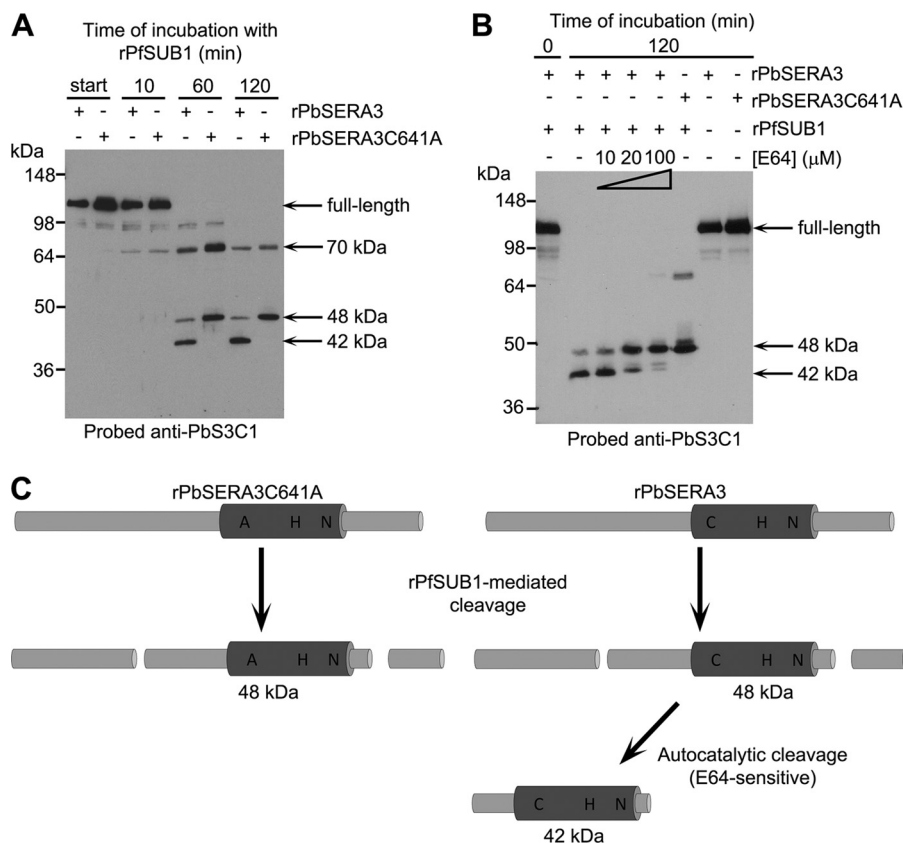 A
Time of incubation with
rPfSUB1 (min)
start 10 60 120
+ - + - + - + - rPbSERA3
- + - + - + - + rPbSERA3C641A
kDa
148
98
64
50
36
full-length
70 kDa
48 kDa
42 kDa
Probed anti-PbS3C1
B
Time of incubation (min)
0 120
+ + + + + - + - rPbSERA3
- - - - - + - + rPbSERA3C641A
+ + + + + + - - rPfSUB1
- - 10 20 100 - - - [E64] (μM)
kDa
148
98
64
50
36
full-length
48 kDa
42 kDa
Probed anti-PbS3C1
C
rPbSERA3C641A
A H N
rPbSERA3
C H N
rPfSUB1-mediated
cleavage
A H N
48 kDa
C H N
48 kDa
Autocatalytic cleavage
(E64-sensitive)
C H N
42 kDa